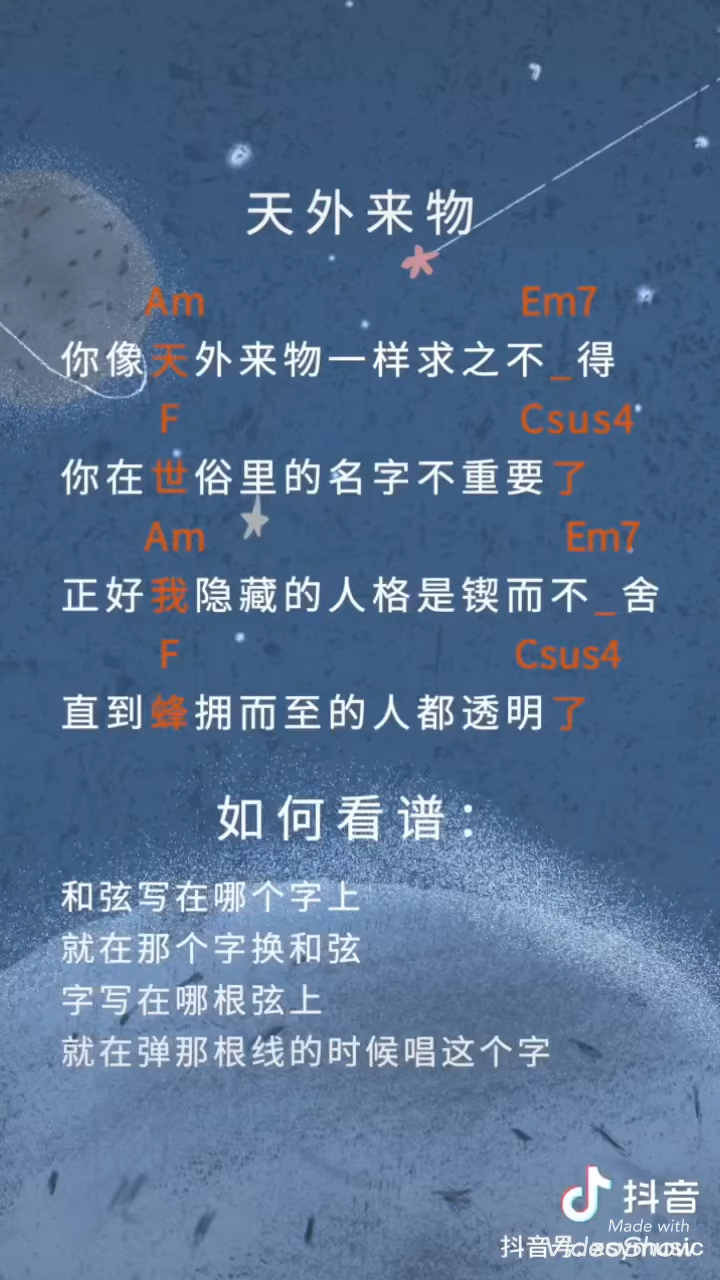 天外来物
Am Em7
你像天外来物一样求之不_得
F Csus4
你在世俗里的名字不重要了
Am Em7
正好我隐藏的人格是锲而不_舍
F Csus4
直到蜂拥而至的人都透明了
如何看谱：
和弦写在哪个字上
就在那个字换和弦
字写在哪根弦上
就在弹那根线的时候唱这个字
抖音
Made with
VideoShow
抖音号：